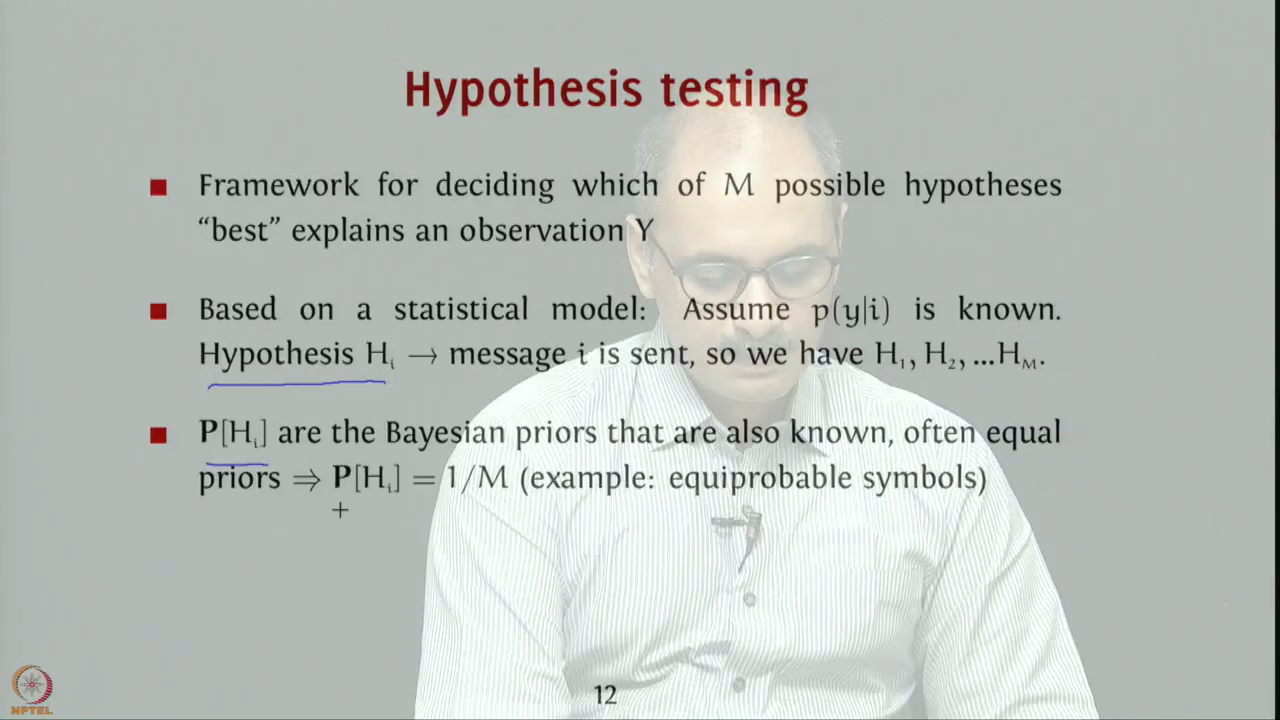 Hypothesis testing
Framework for deciding which of M possible hypotheses
“best” explains an observation Y
Based on a statistical model: Assume p(y|i) is known.
Hypothesis Hᵢ → message i is sent, so we have H₁, H₂, ...H_M.
P[Hᵢ] are the Bayesian priors that are also known, often equal
priors ⇒ P[Hᵢ] = 1/M (example: equiprobable symbols)
12
NPTEL